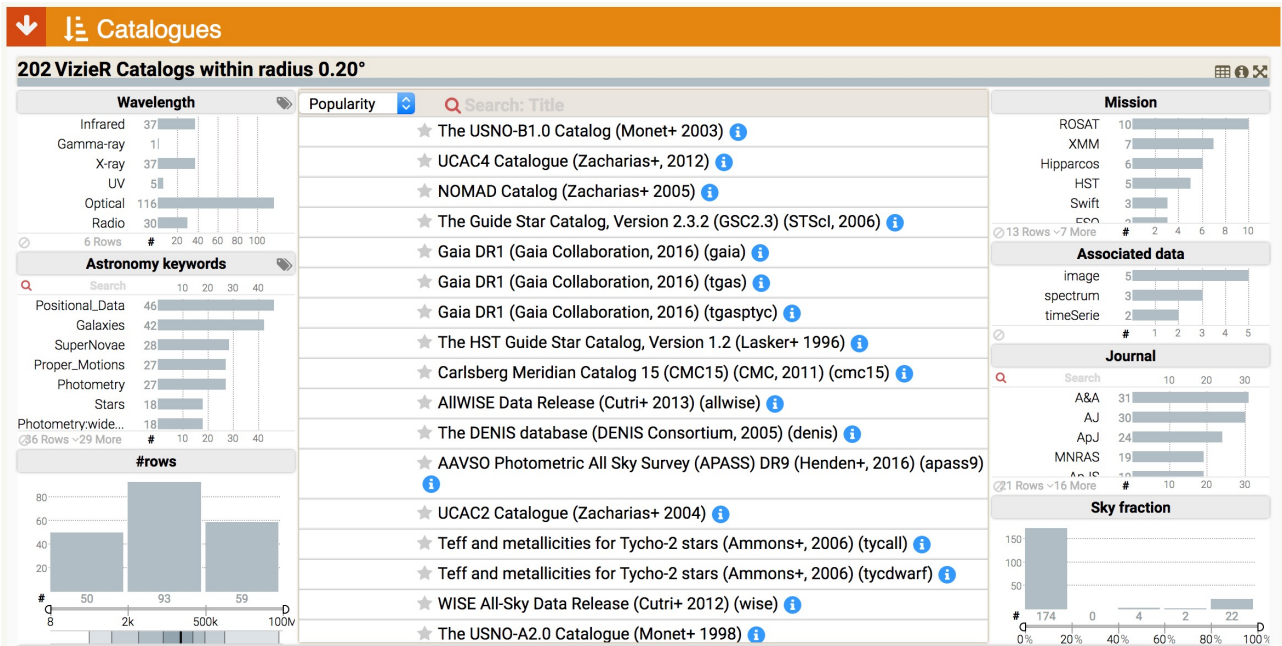 Catalogues
202 VizieR Catalogs within radius 0.20°
Wavelength
Infrared 37
Gamma-ray 1
X-ray 37
UV 5
Optical 116
Radio 30
6 Rows # 20 40 60 80 100
Astronomy keywords
Search 10 20 30 40
Positional_Data 46
Galaxies 42
SuperNovae 28
Proper_Motions 27
Photometry 27
Stars 18
Photometry:wide... 18
36 Rows 29 More # 10 20 30 40
#rows
80
60
40
20
# 50 93 59
8 2k 500k 100M
Popularity Search: Title
The USNO-B1.0 Catalog (Monet+ 2003)
UCAC4 Catalogue (Zacharias+, 2012)
NOMAD Catalog (Zacharias+ 2005)
The Guide Star Catalog, Version 2.3.2 (GSC2.3) (STScI, 2006)
Gaia DR1 (Gaia Collaboration, 2016) (gaia)
Gaia DR1 (Gaia Collaboration, 2016) (tgas)
Gaia DR1 (Gaia Collaboration, 2016) (tgasptyc)
The HST Guide Star Catalog, Version 1.2 (Lasker+ 1996)
Carlsberg Meridian Catalog 15 (CMC15) (CMC, 2011) (cmc15)
AllWISE Data Release (Cutri+ 2013) (allwise)
The DENIS database (DENIS Consortium, 2005) (denis)
AAVSO Photometric All Sky Survey (APASS) DR9 (Henden+, 2016) (apass9)
UCAC2 Catalogue (Zacharias+ 2004)
Teff and metallicities for Tycho-2 stars (Ammons+, 2006) (tycall)
Teff and metallicities for Tycho-2 stars (Ammons+, 2006) (tycdwarf)
WISE All-Sky Data Release (Cutri+ 2012) (wise)
The USNO-A2.0 Catalogue (Monet+ 1998)
Mission
ROSAT 10
XMM 7
Hipparcos 6
HST 5
Swift 3
ESO 2
13 Rows 7 More # 2 4 6 8 10
Associated data
image 5
spectrum 3
timeSerie 2
# 1 2 3 4 5
Journal
Search 10 20 30
A&A 31
AJ 30
ApJ 24
MNRAS 19
ApJS
21 Rows 16 More # 10 20 30
Sky fraction
150
100
50
# 174 0 4 2 22
0% 20% 40% 60% 80% 100%